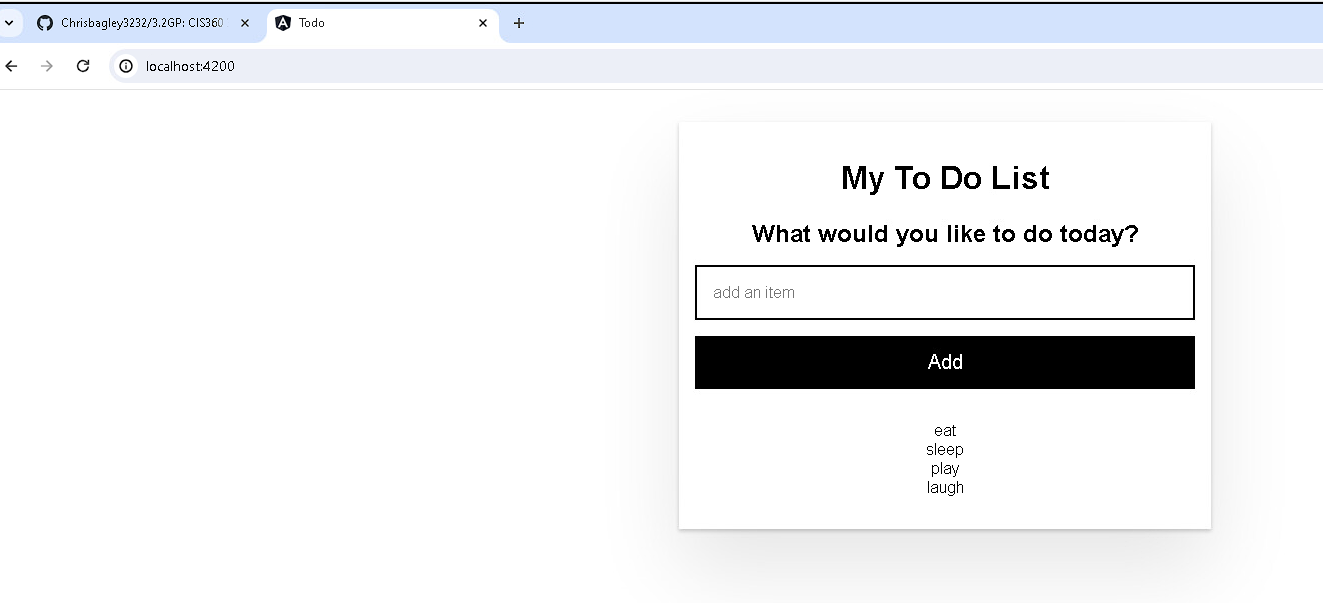 Chrisbagley3232/3.2GP: CIS360
Todo
localhost:4200
My To Do List
What would you like to do today?
add an item
Add
eat
sleep
play
laugh